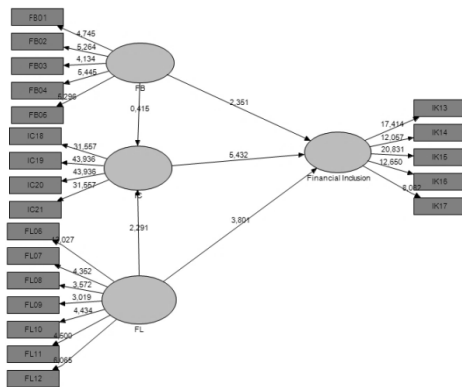 FB01
4,745
FB02
5,264
FB03
4,134
FB04
5,445
FB05
5,296
FB
IC18
31,557
IC19
43,936
IC20
43,936
IC21
31,557
0,415
2,351
5,432
2,291
3,801
FL06
FL07
4,352
FL08
3,572
FL09
3,019
FL10
4,434
FL11
FL12
FL
Financial Inclusion
17,414
IK13
12,067
IK14
20,831
IK15
12,650
IK16
IK17